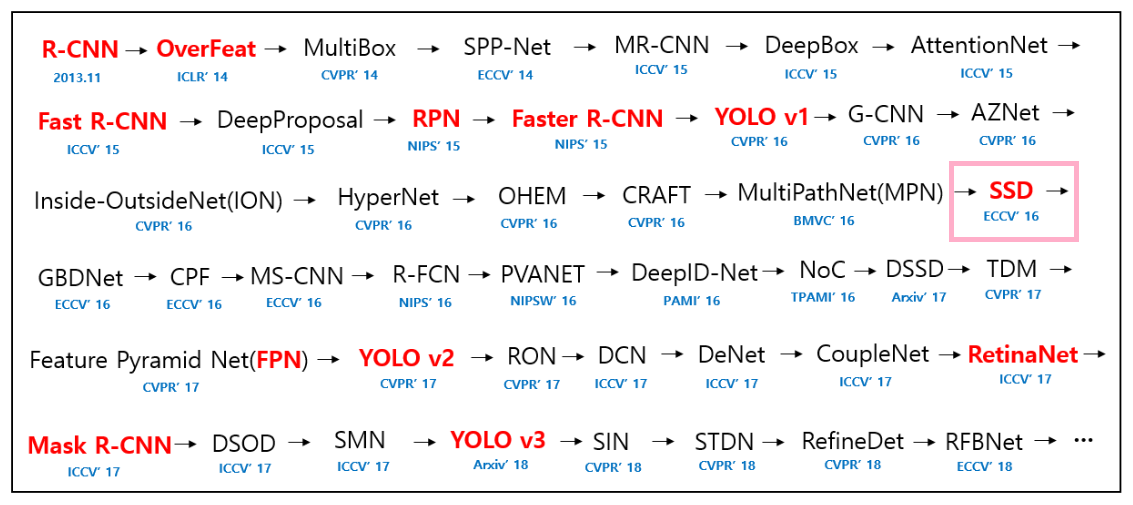 R-CNN → OverFeat → MultiBox → SPP-Net → MR-CNN → DeepBox → AttentionNet →
2013.11 ICLR' 14 CVPR' 14 ECCV' 14 ICCV' 15 ICCV' 15 ICCV' 15
Fast R-CNN → DeepProposal → RPN → Faster R-CNN → YOLO v1 → G-CNN → AZNet →
ICCV' 15 ICCV' 15 NIPS' 15 NIPS' 15 CVPR' 16 CVPR' 16 CVPR' 16
Inside-OutsideNet(ION) → HyperNet → OHEM → CRAFT → MultiPathNet(MPN) → SSD →
CVPR' 16 CVPR' 16 CVPR' 16 CVPR' 16 BMVC' 16 ECCV' 16
GBDNet → CPF → MS-CNN → R-FCN → PVANET → DeepID-Net → NoC → DSSD → TDM →
ECCV' 16 ECCV' 16 ECCV' 16 NIPS' 16 NIPSW' 16 PAMI' 16 TPAMI' 16 Arxiv' 17 CVPR' 17
Feature Pyramid Net(FPN) → YOLO v2 → RON → DCN → DeNet → CoupleNet → RetinaNet →
CVPR' 17 CVPR' 17 CVPR' 17 ICCV' 17 ICCV' 17 ICCV' 17 ICCV' 17
Mask R-CNN → DSOD → SMN → YOLO v3 → SIN → STDN → RefineDet → RFBNet → ···
ICCV' 17 ICCV' 17 ICCV' 17 Arxiv' 18 CVPR' 18 CVPR' 18 CVPR' 18 ECCV' 18